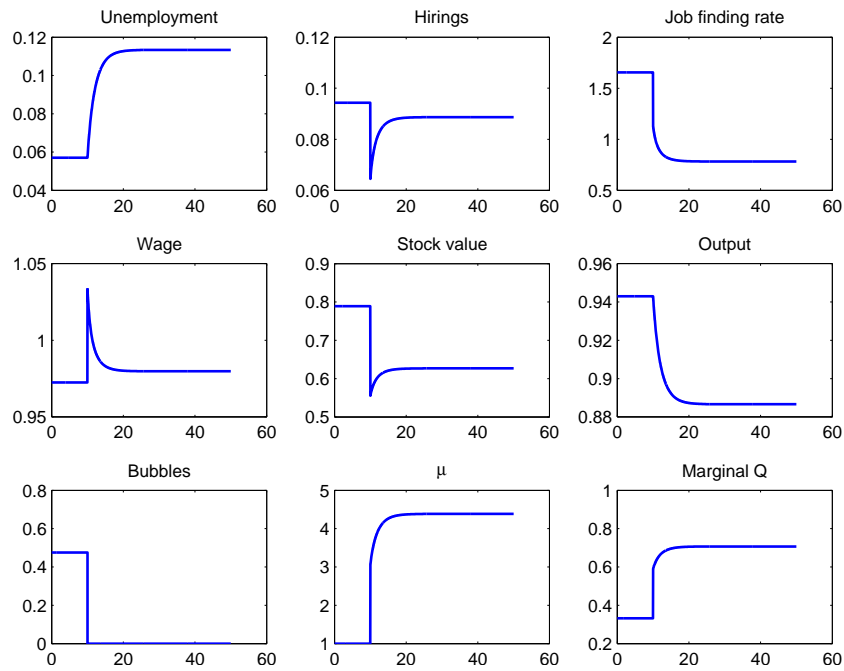 Unemployment Hirings Job finding rate
0.12 0.12 2
0.1 0.1 1.5
0.08 0.08 1
0.06
0.04 0.06 0.5
0 20 40 60 0 20 40 60 0 20 40 60
Wage Stock value Output
1.05 0.9 0.96
0.8 0.94
1 0.7 0.92
0.6 0.9
0.95 0.5 0.88
0 20 40 60 0 20 40 60 0 20 40 60
Bubbles μ Marginal Q
0.8 5 1
0.6 4 0.8
0.4 3 0.6
0.2 2 0.4
0 1 0.2
0 20 40 60 0 20 40 60 0 20 40 60